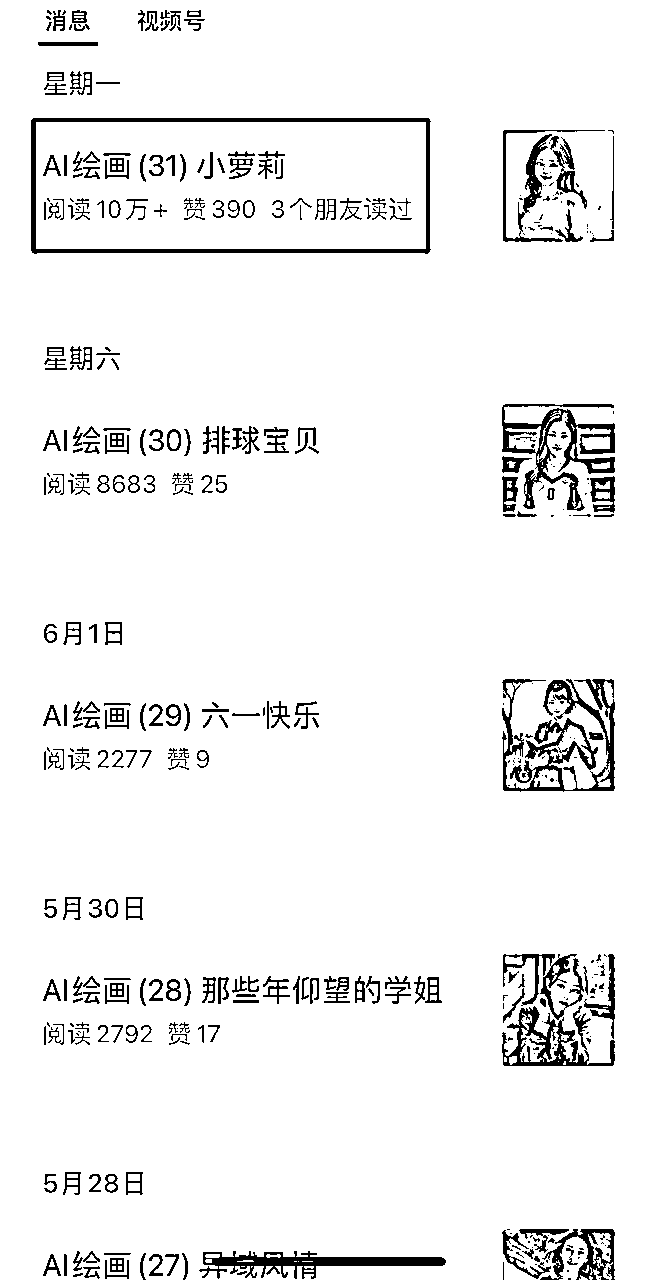 消息 视频号
星期一
AI绘画 (31) 小萝莉
阅读 10万+ 赞 390 3个朋友读过
星期六
AI绘画 (30) 排球宝贝
阅读 8683 赞 25
6月1日
AI绘画 (29) 六一快乐
阅读 2277 赞 9
5月30日
AI绘画 (28) 那些年仰望的学姐
阅读 2792 赞 17
5月28日
AI绘画 (27) 异域风情